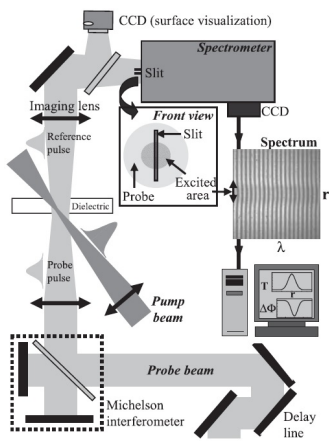 CCD (surface visualization)
Spectrometer
Slit
CCD
Imaging lens
Reference
pulse
Front view
Slit
Probe
Excited
area
Spectrum
r
λ
Dielectric
Probe
pulse
Pump
beam
T
r
ΔΦ
Probe beam
Michelson
interferometer
Delay
line